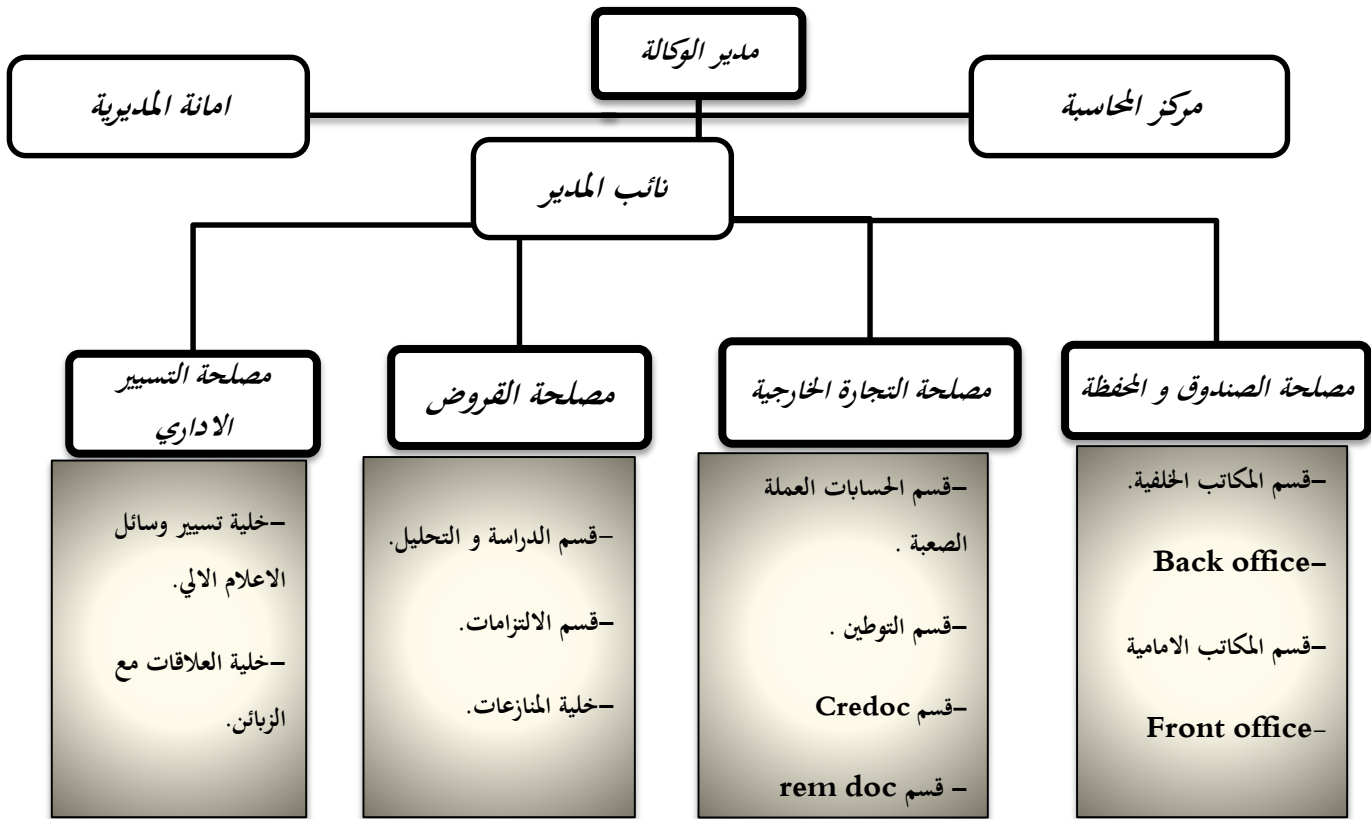 مدير الوكالة
مركز المحاسبة
امانة المديرية
نائب المدير
مصلحة الصندوق و المحفظة
مصلحة التجارة الخارجية
مصلحة القروض
مصلحة التسيير
الاداري
–قسم المكاتب الخلفية.
Back office–
–قسم المكاتب الامامية
Front office–
–قسم الحسابات العملة
الصعبة .
–قسم التوطين .
–قسم Credoc
– قسم rem doc
–قسم الدراسة و التحليل.
–قسم الالتزامات.
–خلية المنازعات.
–خلية تسيير وسائل
الاعلام الالي.
–خلية العلاقات مع
الزبائن.